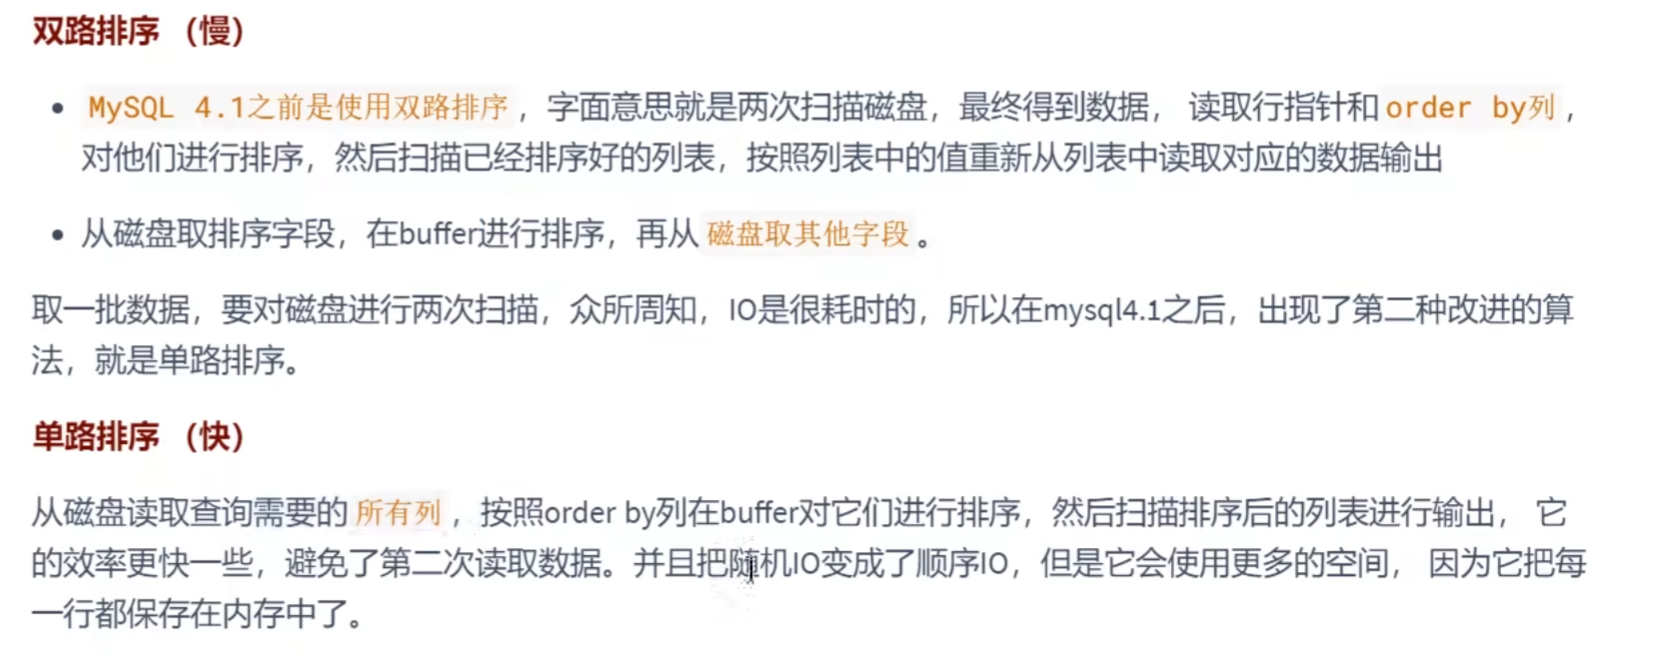 双路排序 （慢）
MySQL 4.1之前是使用双路排序 ，字面意思就是两次扫描磁盘，最终得到数据， 读取行指针和 order by列 ，
对他们进行排序，然后扫描已经排序好的列表，按照列表中的值重新从列表中读取对应的数据输出
从磁盘取排序字段，在buffer进行排序，再从 磁盘取其他字段 。
取一批数据，要对磁盘进行两次扫描，众所周知，IO是很耗时的，所以在mysql4.1之后，出现了第二种改进的算
法，就是单路排序。
单路排序 （快）
从磁盘读取查询需要的 所有列 ，按照order by列在buffer对它们进行排序，然后扫描排序后的列表进行输出， 它
的效率更快一些，避免了第二次读取数据。并且把随机IO变成了顺序IO，但是它会使用更多的空间， 因为它把每
一行都保存在内存中了。